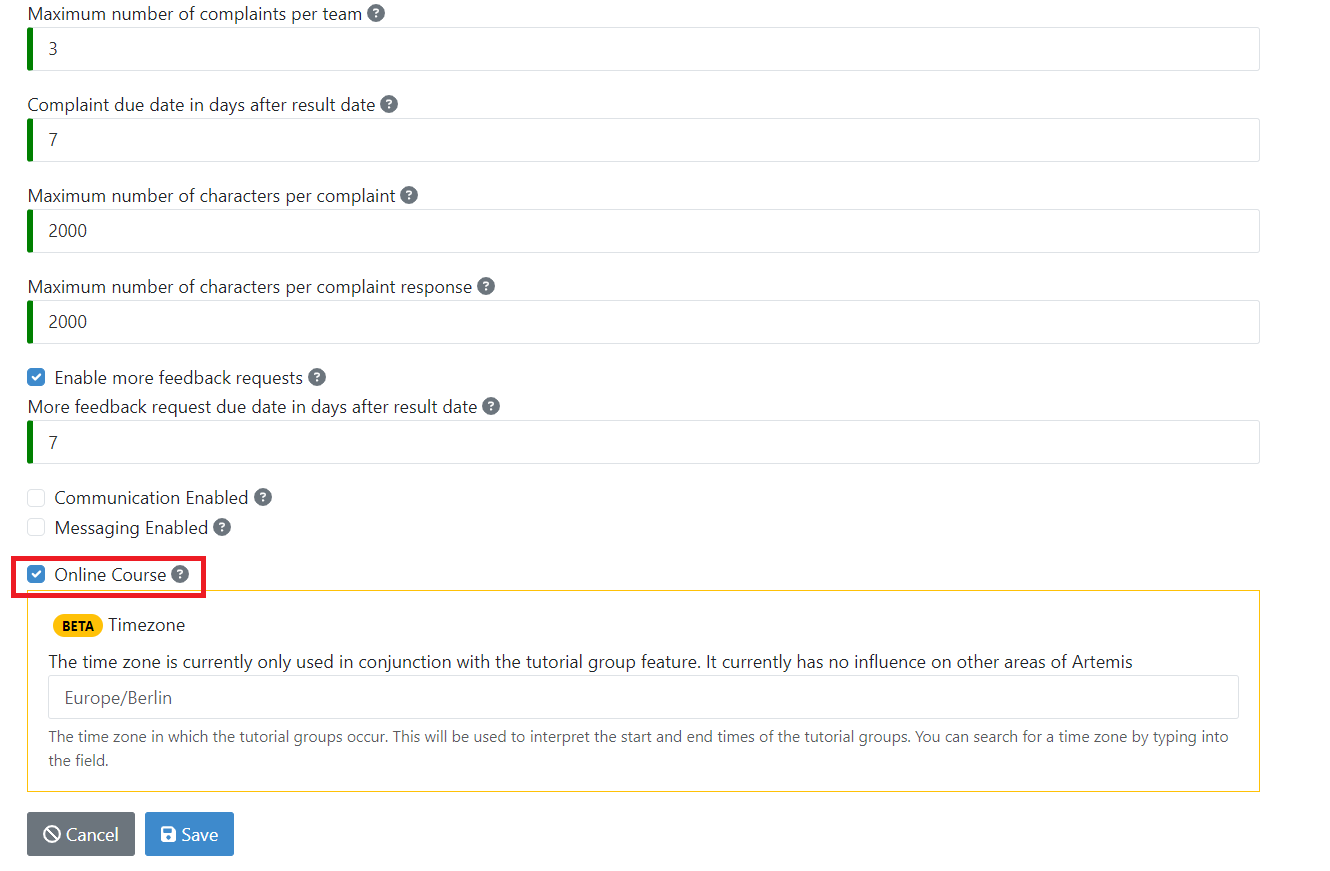 Maximum number of complaints per team ?
3
Complaint due date in days after result date ?
7
Maximum number of characters per complaint ?
2000
Maximum number of characters per complaint response ?
2000
Enable more feedback requests ?
More feedback request due date in days after result date ?
7
Communication Enabled ?
Messaging Enabled ?
Online Course ?
BETA Timezone
The time zone is currently only used in conjunction with the tutorial group feature. It currently has no influence on other areas of Artemis
Europe/Berlin
The time zone in which the tutorial groups occur. This will be used to interpret the start and end times of the tutorial groups. You can search for a time zone by typing into
the field.
Cancel Save